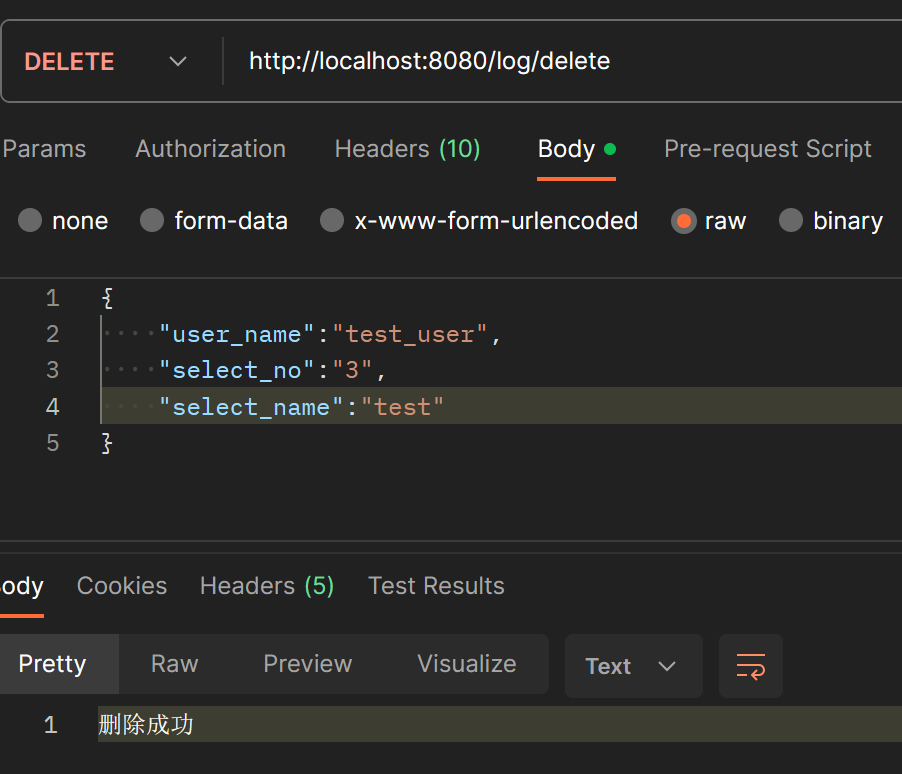 DELETE http://localhost:8080/log/delete
Params Authorization Headers (10) Body Pre-request Script
none form-data x-www-form-urlencoded raw binary
1 {
2 "user_name":"test_user",
3 "select_no":"3",
4 "select_name":"test"
5 }
ody Cookies Headers (5) Test Results
Pretty Raw Preview Visualize Text
1 删除成功